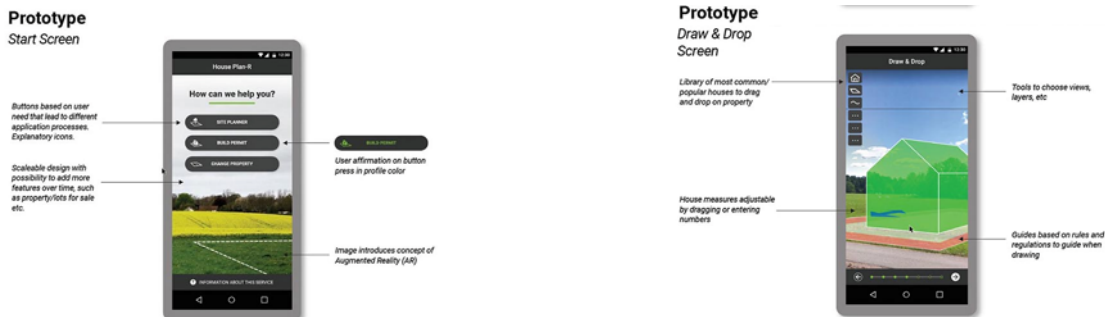 Prototype
Start Screen
12:30
House Plan-R
How can we help you?
SITE PLANNER
BUILD PERMIT
CHANGE PROPERTY
INFORMATION ABOUT THIS SERVICE
Buttons based on user
need that lead to different
application processes.
Explanatory icons.
Scaleable design with
possibility to add more
features over time, such
as property/lots for sale
etc.
BUILD PERMIT
User affirmation on button
press in profile color
Image introduces concept of
Augmented Reality (AR)
Prototype
Draw & Drop
Screen
12:30
Draw & Drop
Library of most common/
popular houses to drag
and drop on property
House measures adjustable
by dragging or entering
numbers
Tools to choose views,
layers, etc
Guides based on rules and
regulations to guide when
drawing